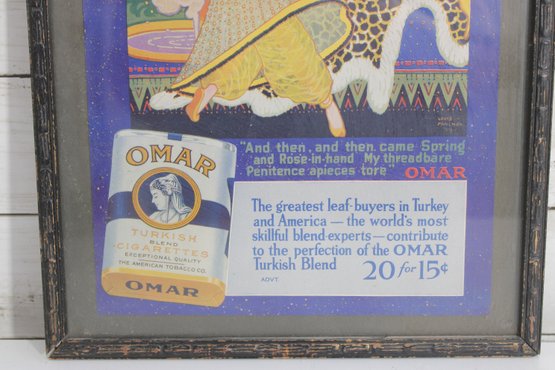 LOUIS
FANCHER
"And then, and then came Spring
and Rose-in-hand My threadbare
Penitence apieces tore" OMAR
OMAR
TURKISH
BLEND
CIGARETTES
EXCEPTIONAL QUALITY
THE AMERICAN TOBACCO CO.
OMAR
The greatest leaf-buyers in Turkey
and America — the world's most
skillful blend-experts — contribute
to the perfection of the OMAR
Turkish Blend 20 for 15¢
ADVT.